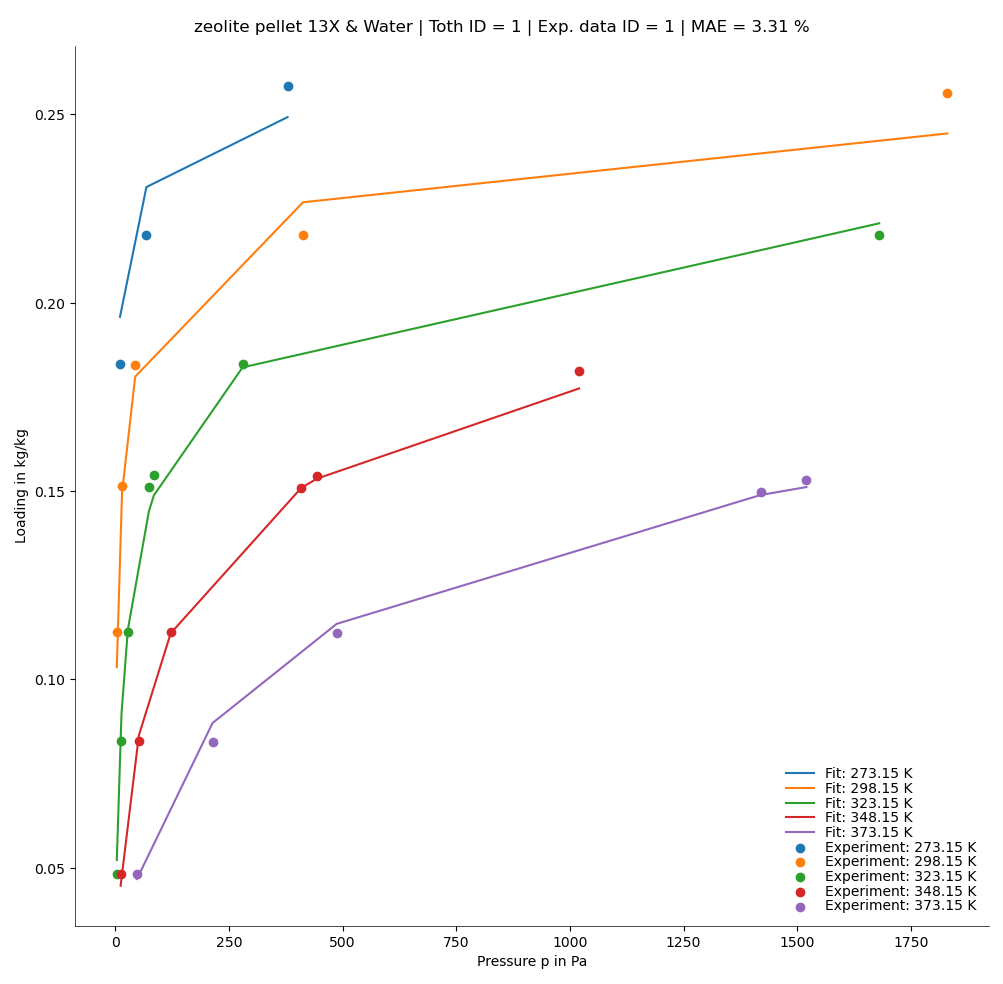 zeolite pellet 13X & Water | Toth ID = 1 | Exp. data ID = 1 | MAE = 3.31 %
0.25
0.20
0.15
0.10
0.05
Loading in kg/kg
0
250
500
750
1000
1250
1500
1750
Pressure p in Pa
Fit: 273.15 K
Fit: 298.15 K
Fit: 323.15 K
Fit: 348.15 K
Fit: 373.15 K
Experiment: 273.15 K
Experiment: 298.15 K
Experiment: 323.15 K
Experiment: 348.15 K
Experiment: 373.15 K